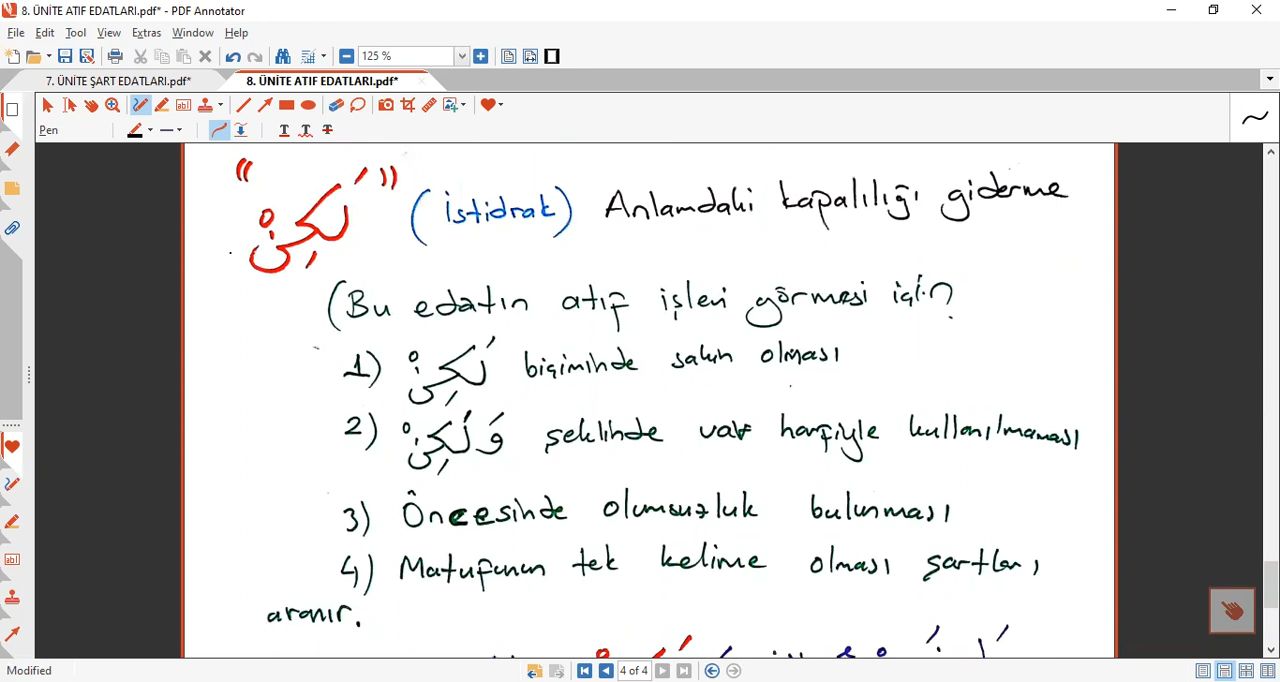 8. ÜNİTE ATIF EDATLARI.pdf* - PDF Annotator
File Edit Tool View Extras Window Help
125 %
7. ÜNİTE ŞART EDATLARI.pdf* 8. ÜNİTE ATIF EDATLARI.pdf*
Pen
"لَكِنْ" (İstidrak) Anlamdaki kapalılığı giderme
(Bu edatın atıf işlevi görmesi için)
1) لَكِنْ biçiminde sakin olması
2) وَلَكِنْ şeklinde vav harfiyle kullanılmaması
3) Öncesinde olumsuzluk bulunması
4) Matufunun tek kelime olması şartları
aranır.
Modified 4 of 4